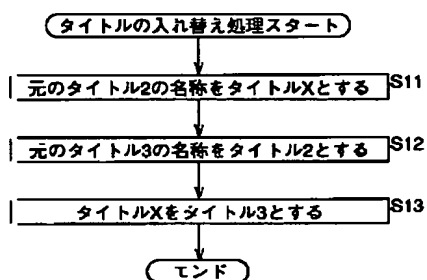 タイトルの入れ替え処理スタート
元のタイトル2の名称をタイトルXとする S11
元のタイトル3の名称をタイトル2とする S12
タイトルXをタイトル3とする S13
エンド